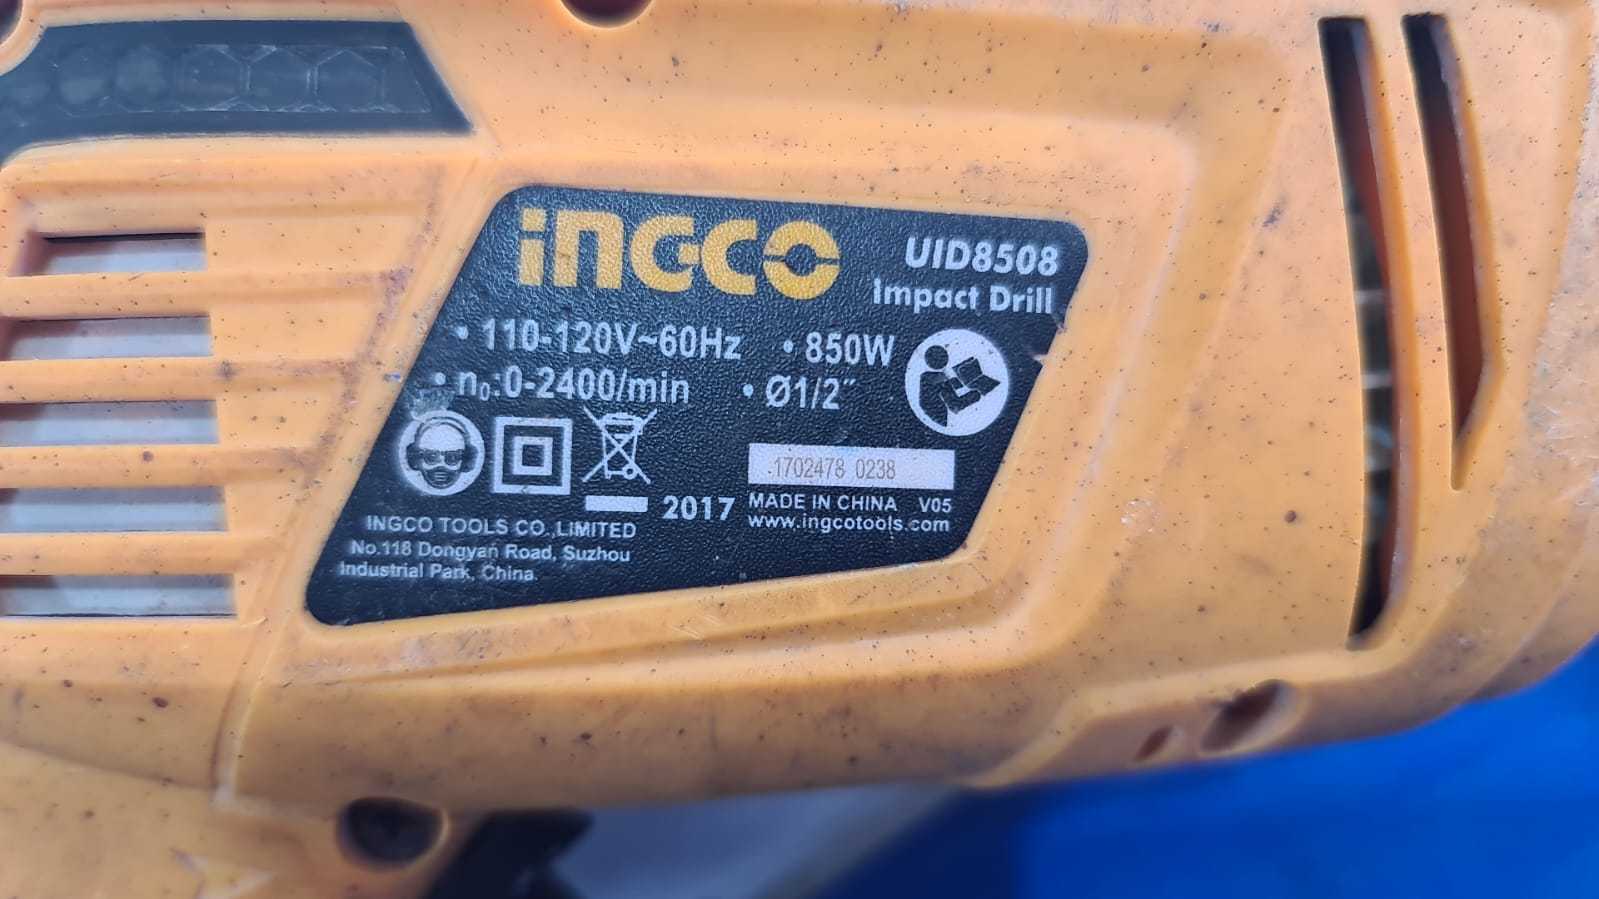 INGCO
UID8508
Impact Drill
• 110-120V~60Hz • 850W
• n₀:0-2400/min • Ø1/2"
1702478 0238
2017
MADE IN CHINA V05
www.ingcotools.com
INGCO TOOLS CO.,LIMITED
No.118 Dongyan Road, Suzhou
Industrial Park, China.